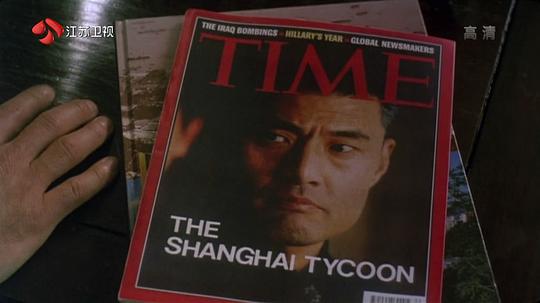 江苏卫视
高清
THE IRAQ BOMBINGS HILLARY'S YEAR GLOBAL NEWSMAKERS
TIME
THE
SHANGHAI TYCOON